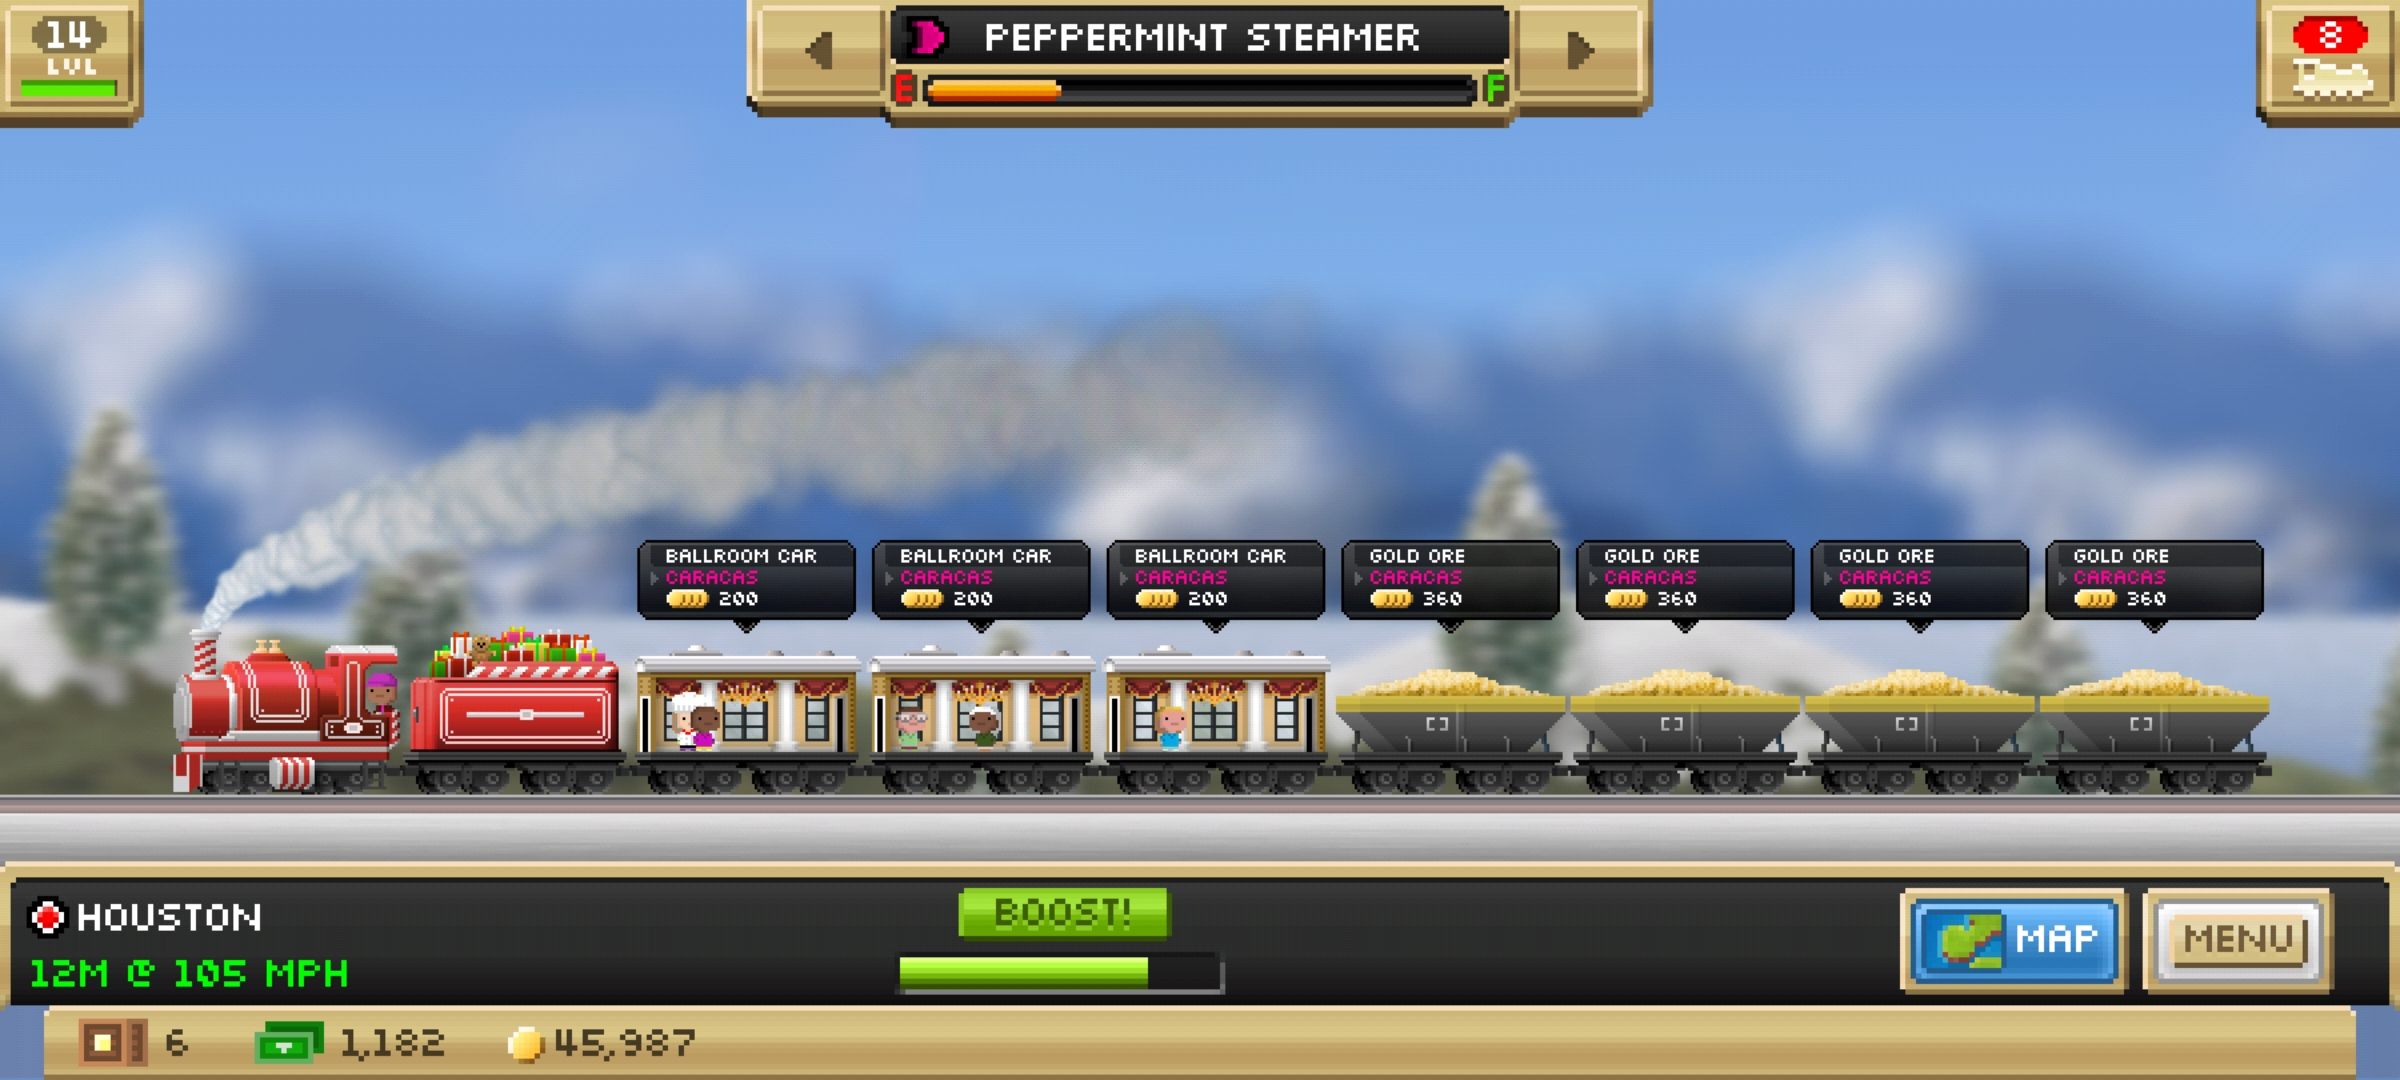 14
LVL
PEPPERMINT STEAMER
E F
8
BALLROOM CAR
CARACAS
200
BALLROOM CAR
CARACAS
200
BALLROOM CAR
CARACAS
200
GOLD ORE
CARACAS
360
GOLD ORE
CARACAS
360
GOLD ORE
CARACAS
360
GOLD ORE
CARACAS
360
HOUSTON
12M @ 105 MPH
BOOST!
MAP
MENU
6
1,182
45,987